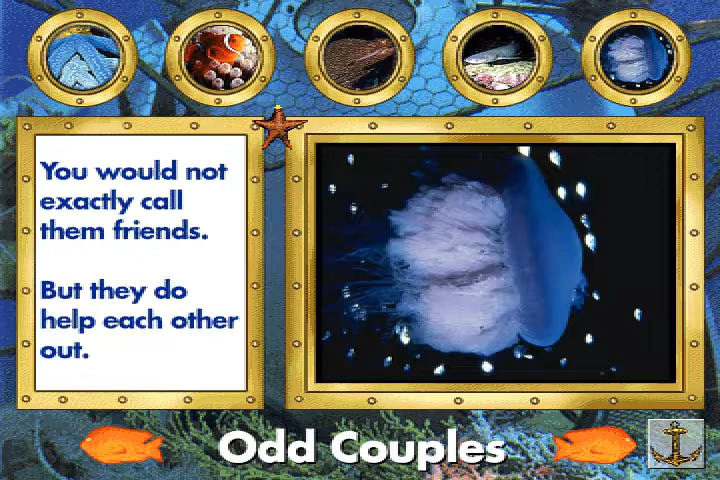 You would not
exactly call
them friends.
But they do
help each other
out.
Odd Couples